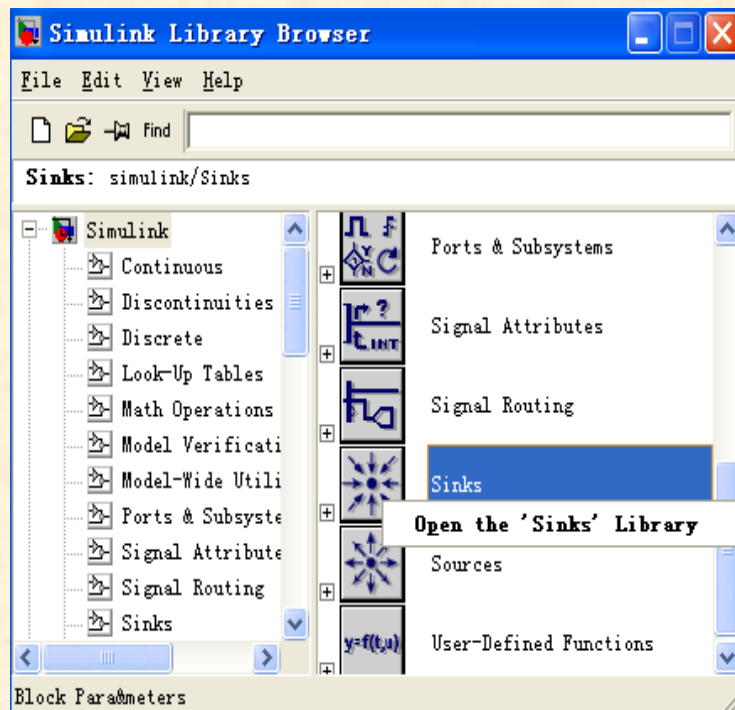 Simulink Library Browser
File Edit View Help
Find
Sinks: simulink/Sinks
Simulink
Continuous
Discontinuities
Discrete
Look-Up Tables
Math Operations
Model Verificati
Model-Wide Utili
Ports & Subsyste
Signal Attribute
Signal Routing
Sinks
Ports & Subsystems
Signal Attributes
Signal Routing
Sinks
Open the 'Sinks' Library
Sources
y=f(t,u)
User-Defined Functions
Block Para&meters